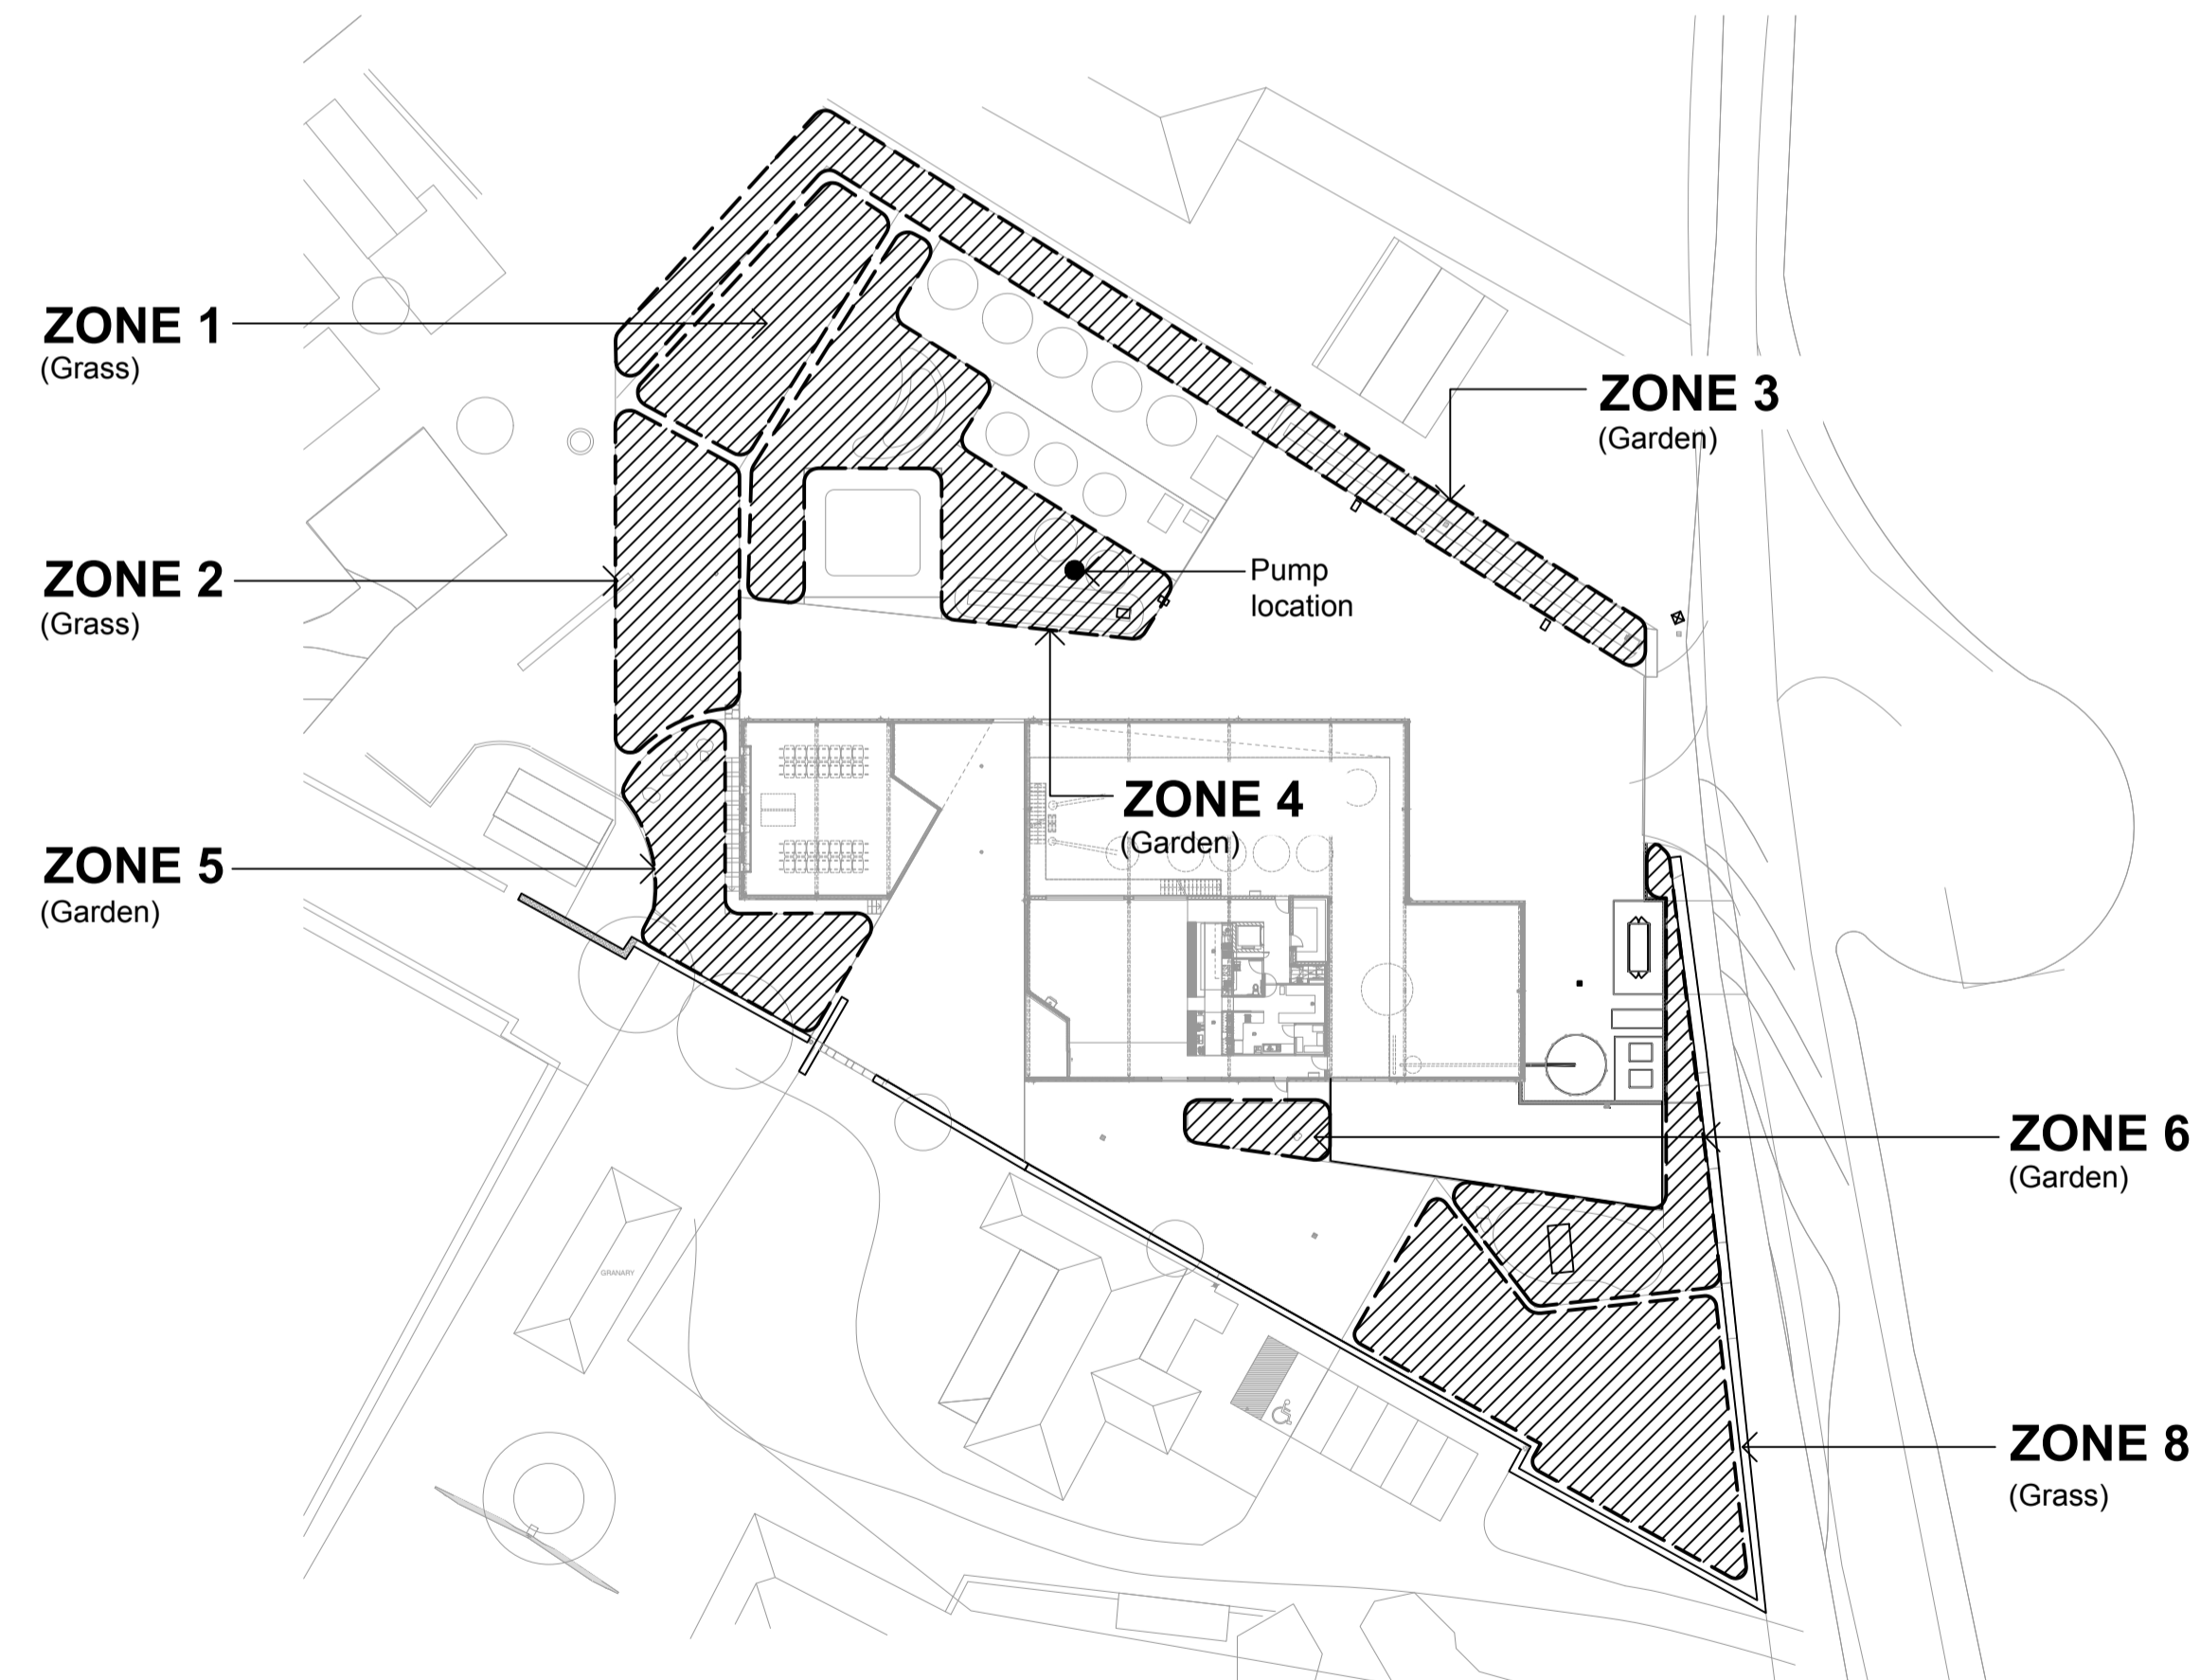 ZONE 1
(Grass)
ZONE 3
(Garden)
ZONE 2
(Grass)
Pump
location
ZONE 4
(Garden)
ZONE 5
(Garden)
ZONE 6
(Garden)
GRANARY
ZONE 8
(Grass)